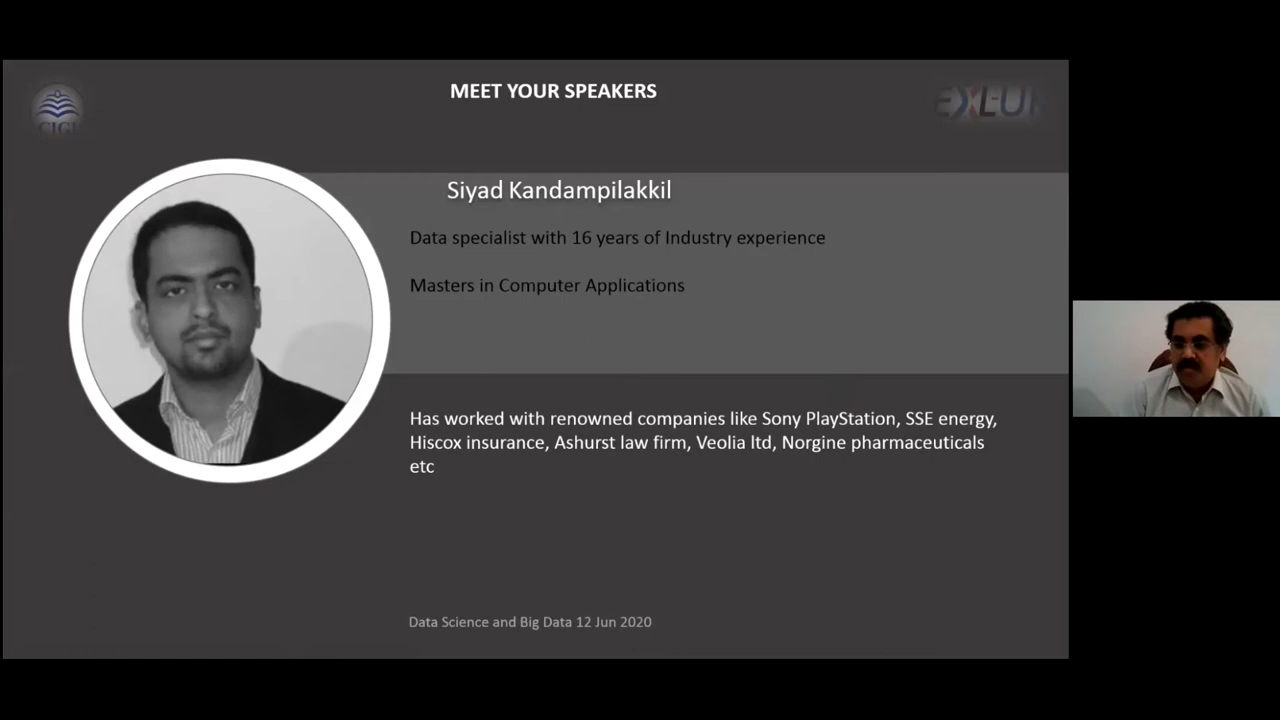 MEET YOUR SPEAKERS
CIGI
Siyad Kandampilakkil
Data specialist with 16 years of Industry experience
Masters in Computer Applications
Has worked with renowned companies like Sony PlayStation, SSE energy,
Hiscox insurance, Ashurst law firm, Veolia ltd, Norgine pharmaceuticals
etc
Data Science and Big Data 12 Jun 2020